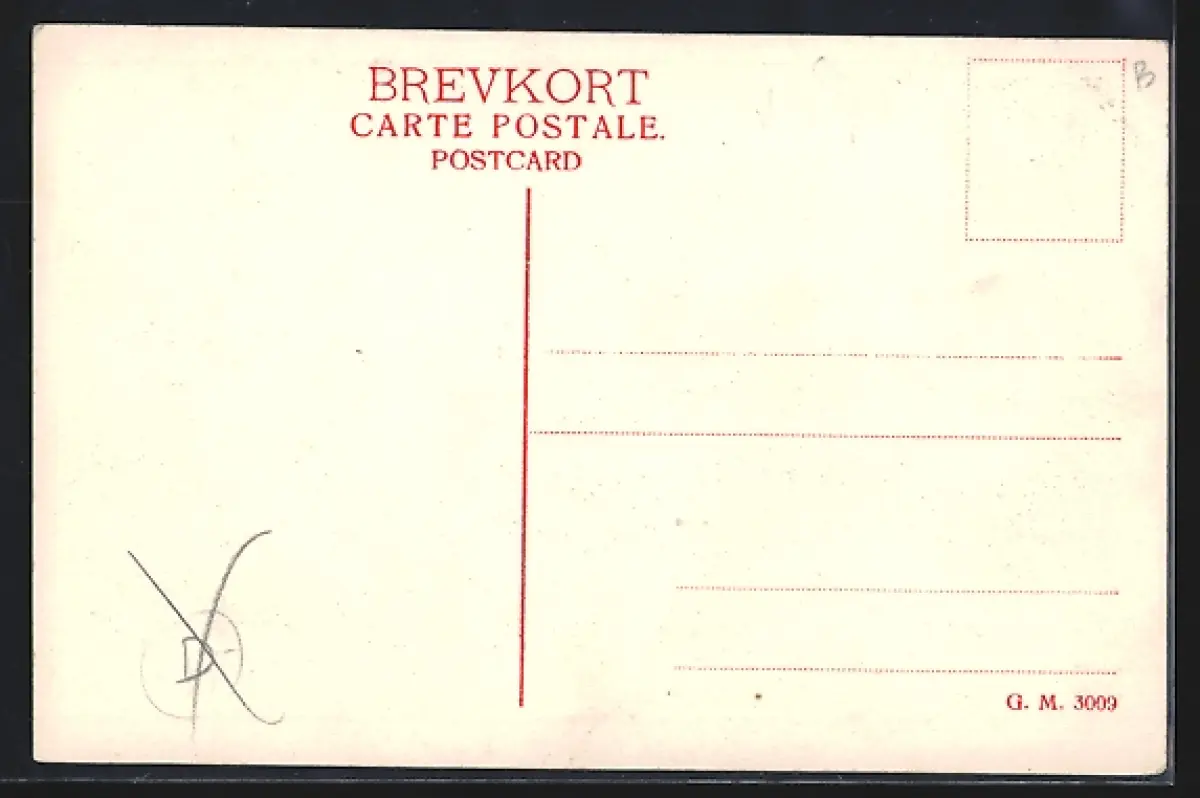 BREVKORT
CARTE POSTALE.
POSTCARD
B
D
G. M. 3009